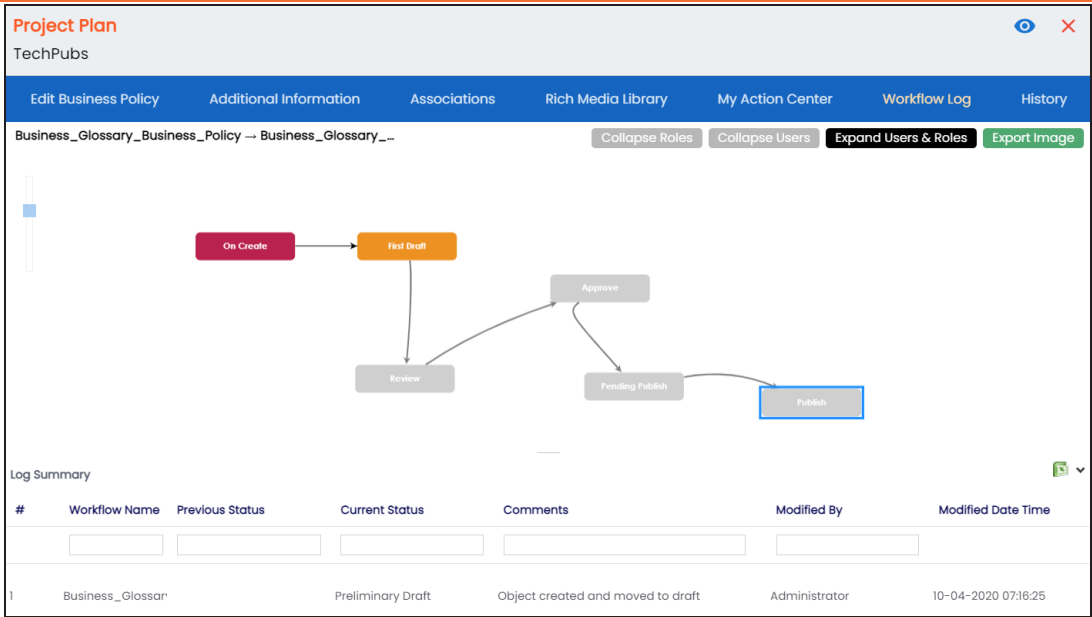 Project Plan
TechPubs
Edit Business Policy Additional Information Associations Rich Media Library My Action Center Workflow Log History
Business_Glossary_Business_Policy → Business_Glossary_... Collapse Roles Collapse Users Expand Users & Roles Export Image
On Create First Draft
Approve
Review
Pending Publish
Publish
Log Summary
# Workflow Name Previous Status Current Status Comments Modified By Modified Date Time
1 Business_Glossar Preliminary Draft Object created and moved to draft Administrator 10-04-2020 07:16:25